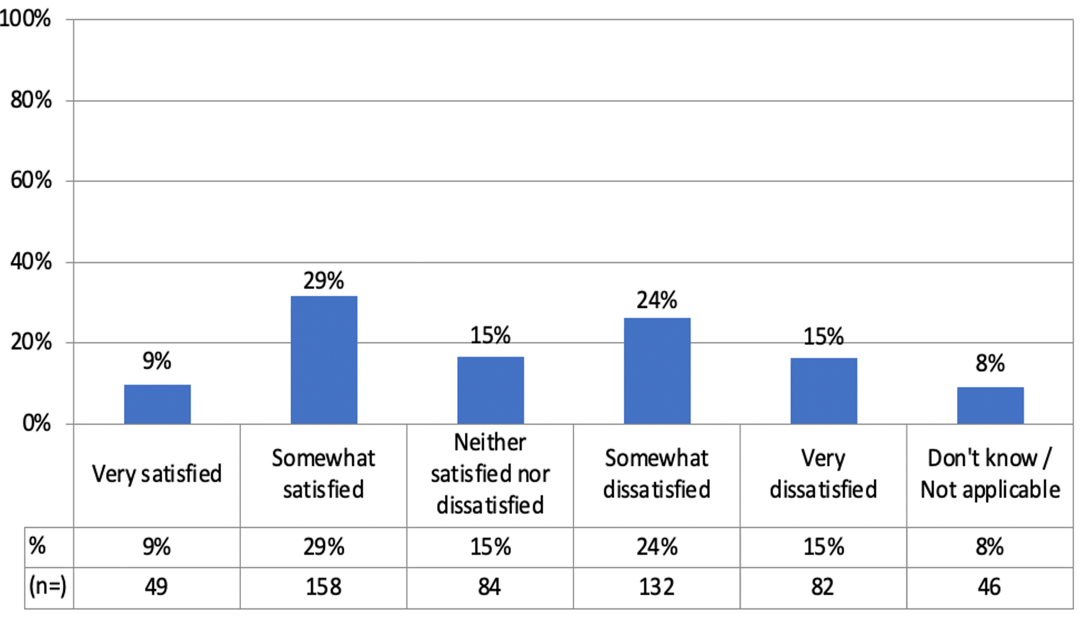 100%
80%
60%
40%
20%
0%
9%
29%
15%
24%
15%
8%
Very satisfied
Somewhat
satisfied
Neither
satisfied nor
dissatisfied
Somewhat
dissatisfied
Very
dissatisfied
Don't know /
Not applicable
% 9% 29% 15% 24% 15% 8%
(n=) 49 158 84 132 82 46